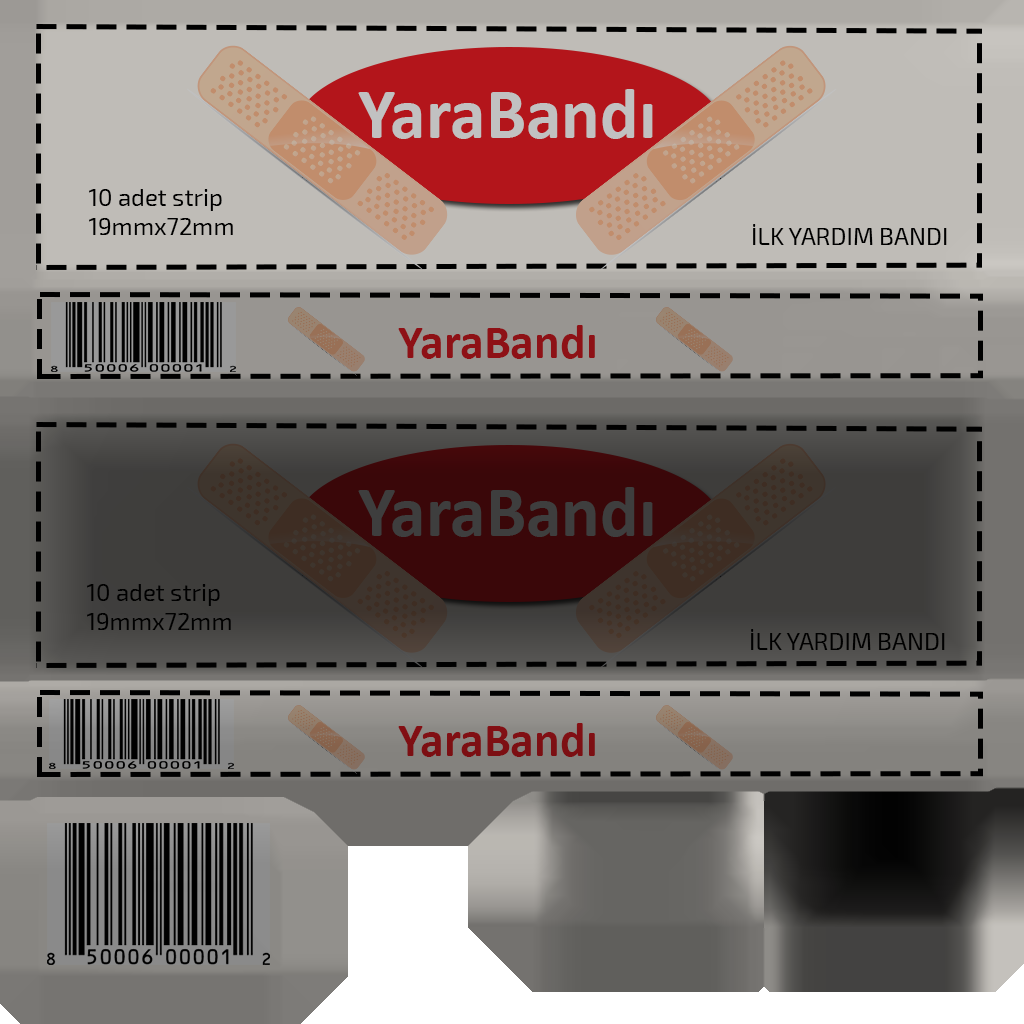 YaraBandı
10 adet strip
19mmx72mm
İLK YARDIM BANDI
8 50006 00001 2
YaraBandı
YaraBandı
10 adet strip
19mmx72mm
İLK YARDIM BANDI
8 50006 00001 2
YaraBandı
8 50006 00001 2